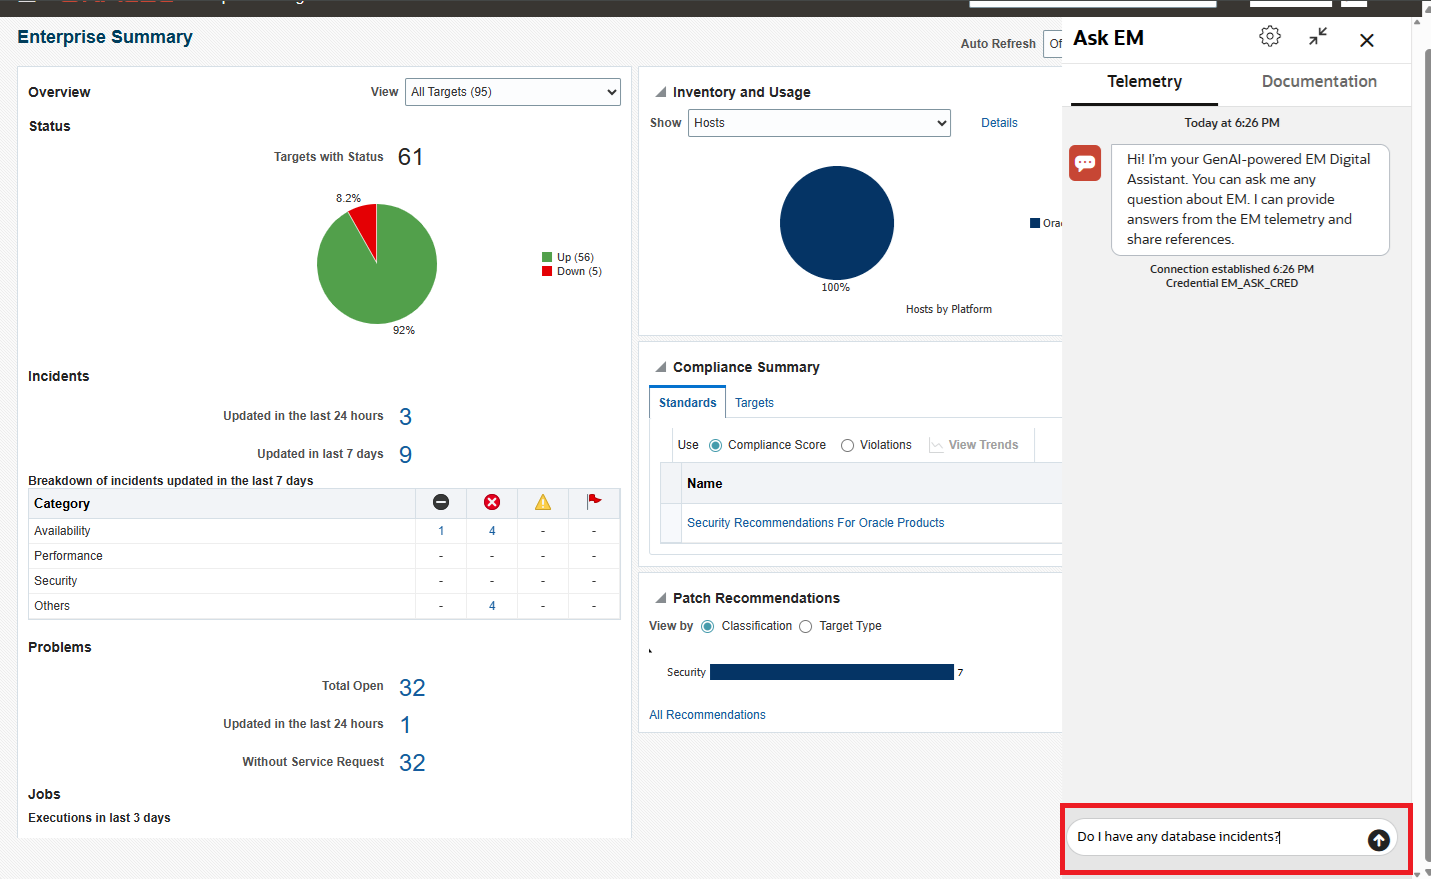 Enterprise Summary
Auto Refresh
Of
Overview
View
All Targets (95)
Status
Targets with Status 61
8.2%
92%
Up (56)
Down (5)
Incidents
Updated in the last 24 hours 3
Updated in last 7 days 9
Breakdown of incidents updated in the last 7 days
Category
Availability 1 4 - -
Performance - - - -
Security - - - -
Others - 4 - -
Problems
Total Open 32
Updated in the last 24 hours 1
Without Service Request 32
Jobs
Executions in last 3 days
Inventory and Usage
Show Hosts Details
100%
Orac
Hosts by Platform
Compliance Summary
Standards Targets
Use Compliance Score Violations View Trends
Name
Security Recommendations For Oracle Products
Patch Recommendations
View by Classification Target Type
Security 7
All Recommendations
Ask EM
Telemetry Documentation
Today at 6:26 PM
Hi! I'm your GenAI-powered EM Digital
Assistant. You can ask me any
question about EM. I can provide
answers from the EM telemetry and
share references.
Connection established 6:26 PM
Credential EM_ASK_CRED
Do I have any database incidents?